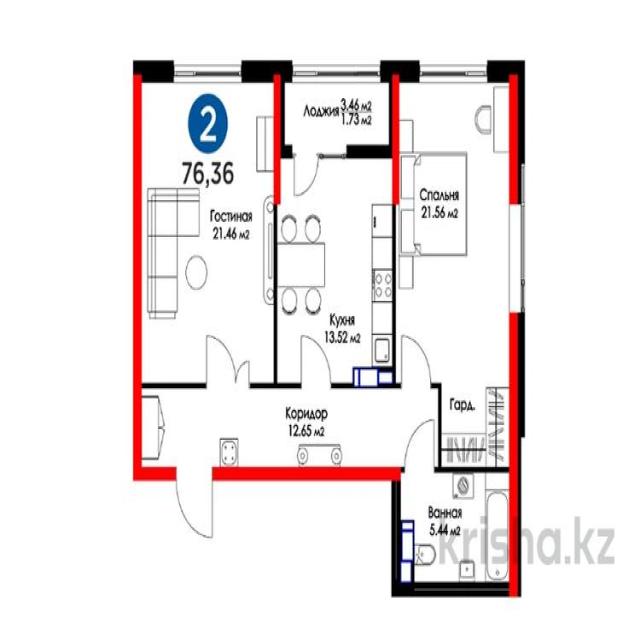 2
76,36
Гостиная
21.46 м2
Лоджия 3.46 м2
1.73 м2
Спальня
21.56 м2
Кухня
13.52 м2
Гард.
Коридор
12.65 м2
Ванная
5.44 м2
krisha.kz